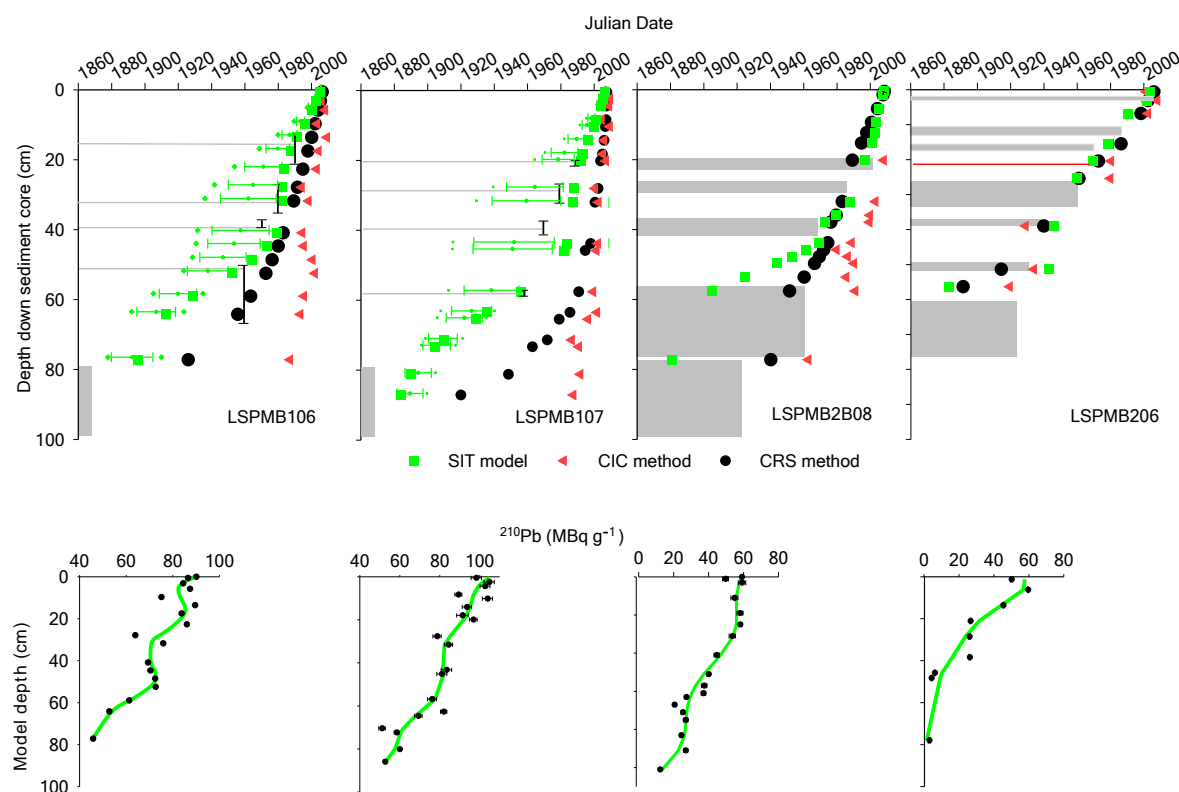 Julian Date
1860 1880 1900 1920 1940 1960 1980 2000
1860 1880 1900 1920 1940 1960 1980 2000
1860 1880 1900 1920 1940 1960 1980 2000
1860 1880 1900 1920 1940 1960 1980 2000
Depth down sediment core (cm)
0
20
40
60
80
100
LSPMB106
LSPMB107
LSPMB2B08
LSPMB206
SIT model
CIC method
CRS method
²¹⁰Pb (MBq g⁻¹)
40 60 80 100
40 60 80 100
0 20 40 60 80
0 20 40 60 80
Model depth (cm)
0
20
40
60
80
100